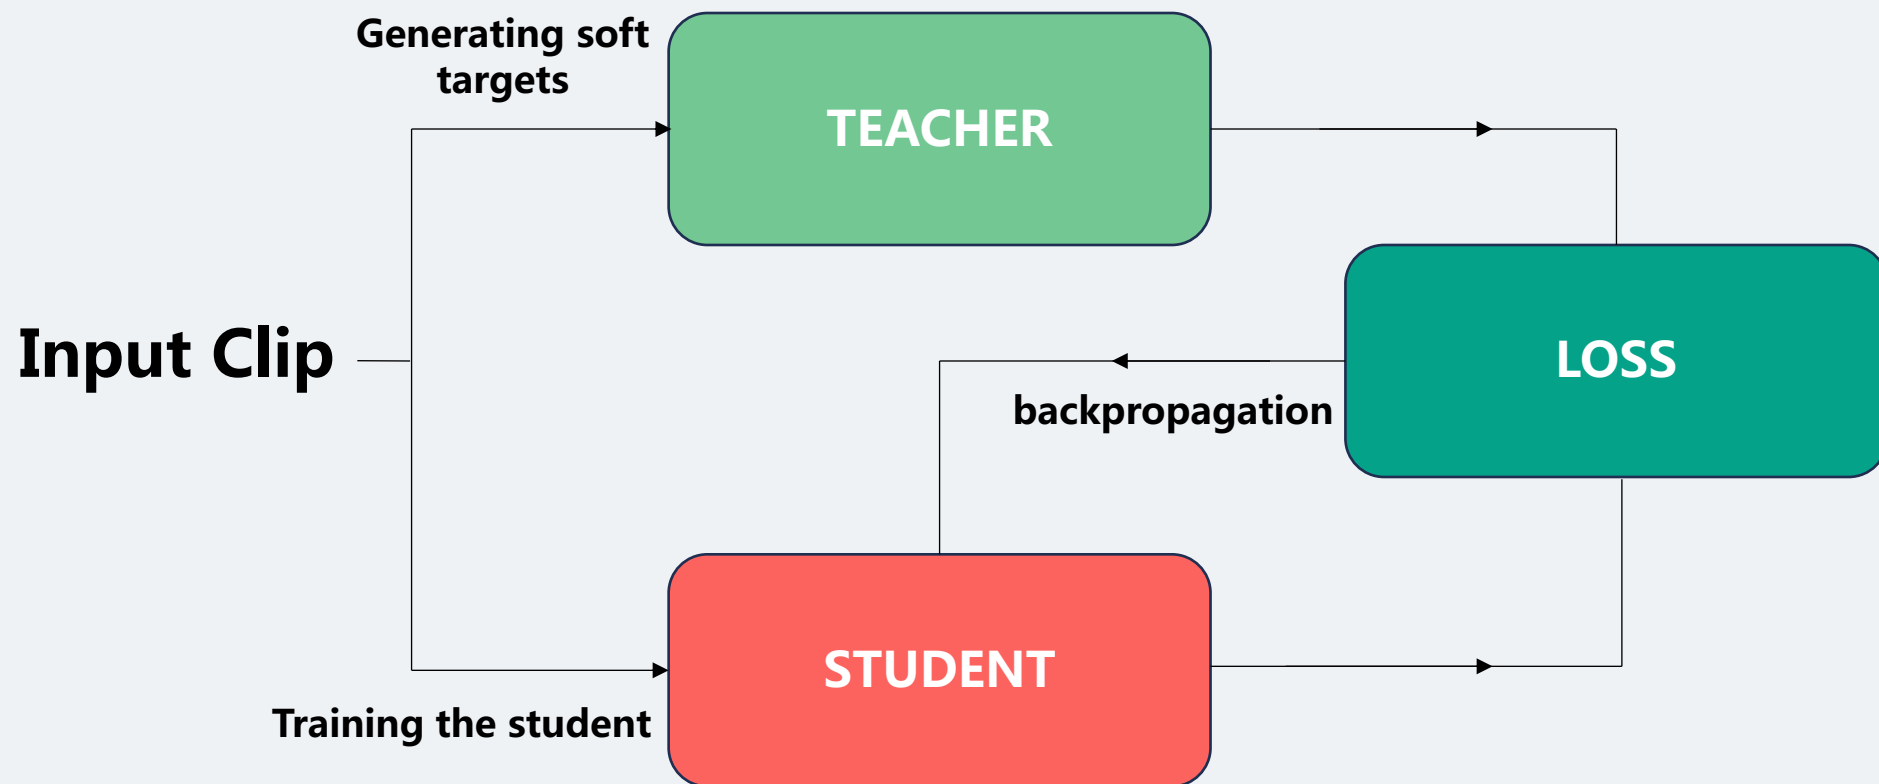 Generating soft
targets
TEACHER
Input Clip
LOSS
backpropagation
STUDENT
Training the student